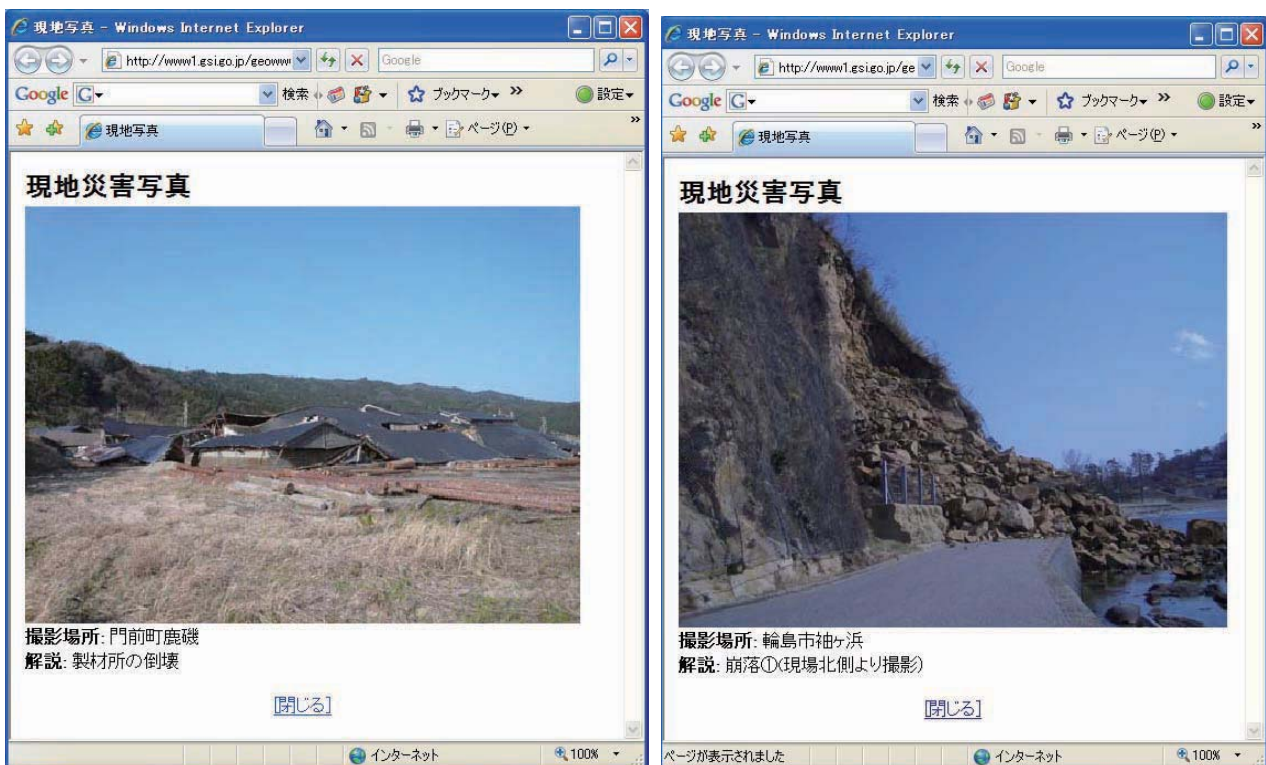 現地写真 - Windows Internet Explorer
http://www1.gsi.go.jp/geowww
Google
Google
G
検索
ブックマーク
設定
現地写真
ページ(P)
現地災害写真
撮影場所: 門前町鹿磯
解説: 製材所の倒壊
[閉じる]
インターネット
100%
現地写真 - Windows Internet Explorer
http://www1.gsi.go.jp/ge
Google
Google
G
検索
ブックマーク
設定
現地写真
ページ(P)
現地災害写真
撮影場所: 輪島市袖ヶ浜
解説: 崩落①(現場北側より撮影)
[閉じる]
ページが表示されました
インターネット
100%